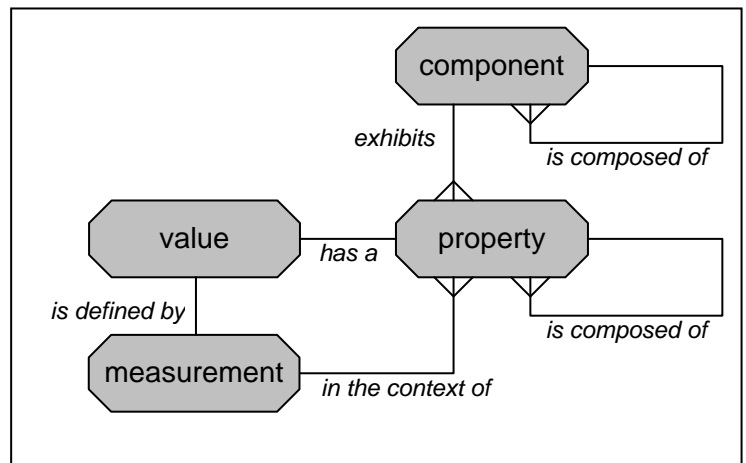 component
exhibits
is composed of
value
has a
property
is defined by
is composed of
measurement
in the context of